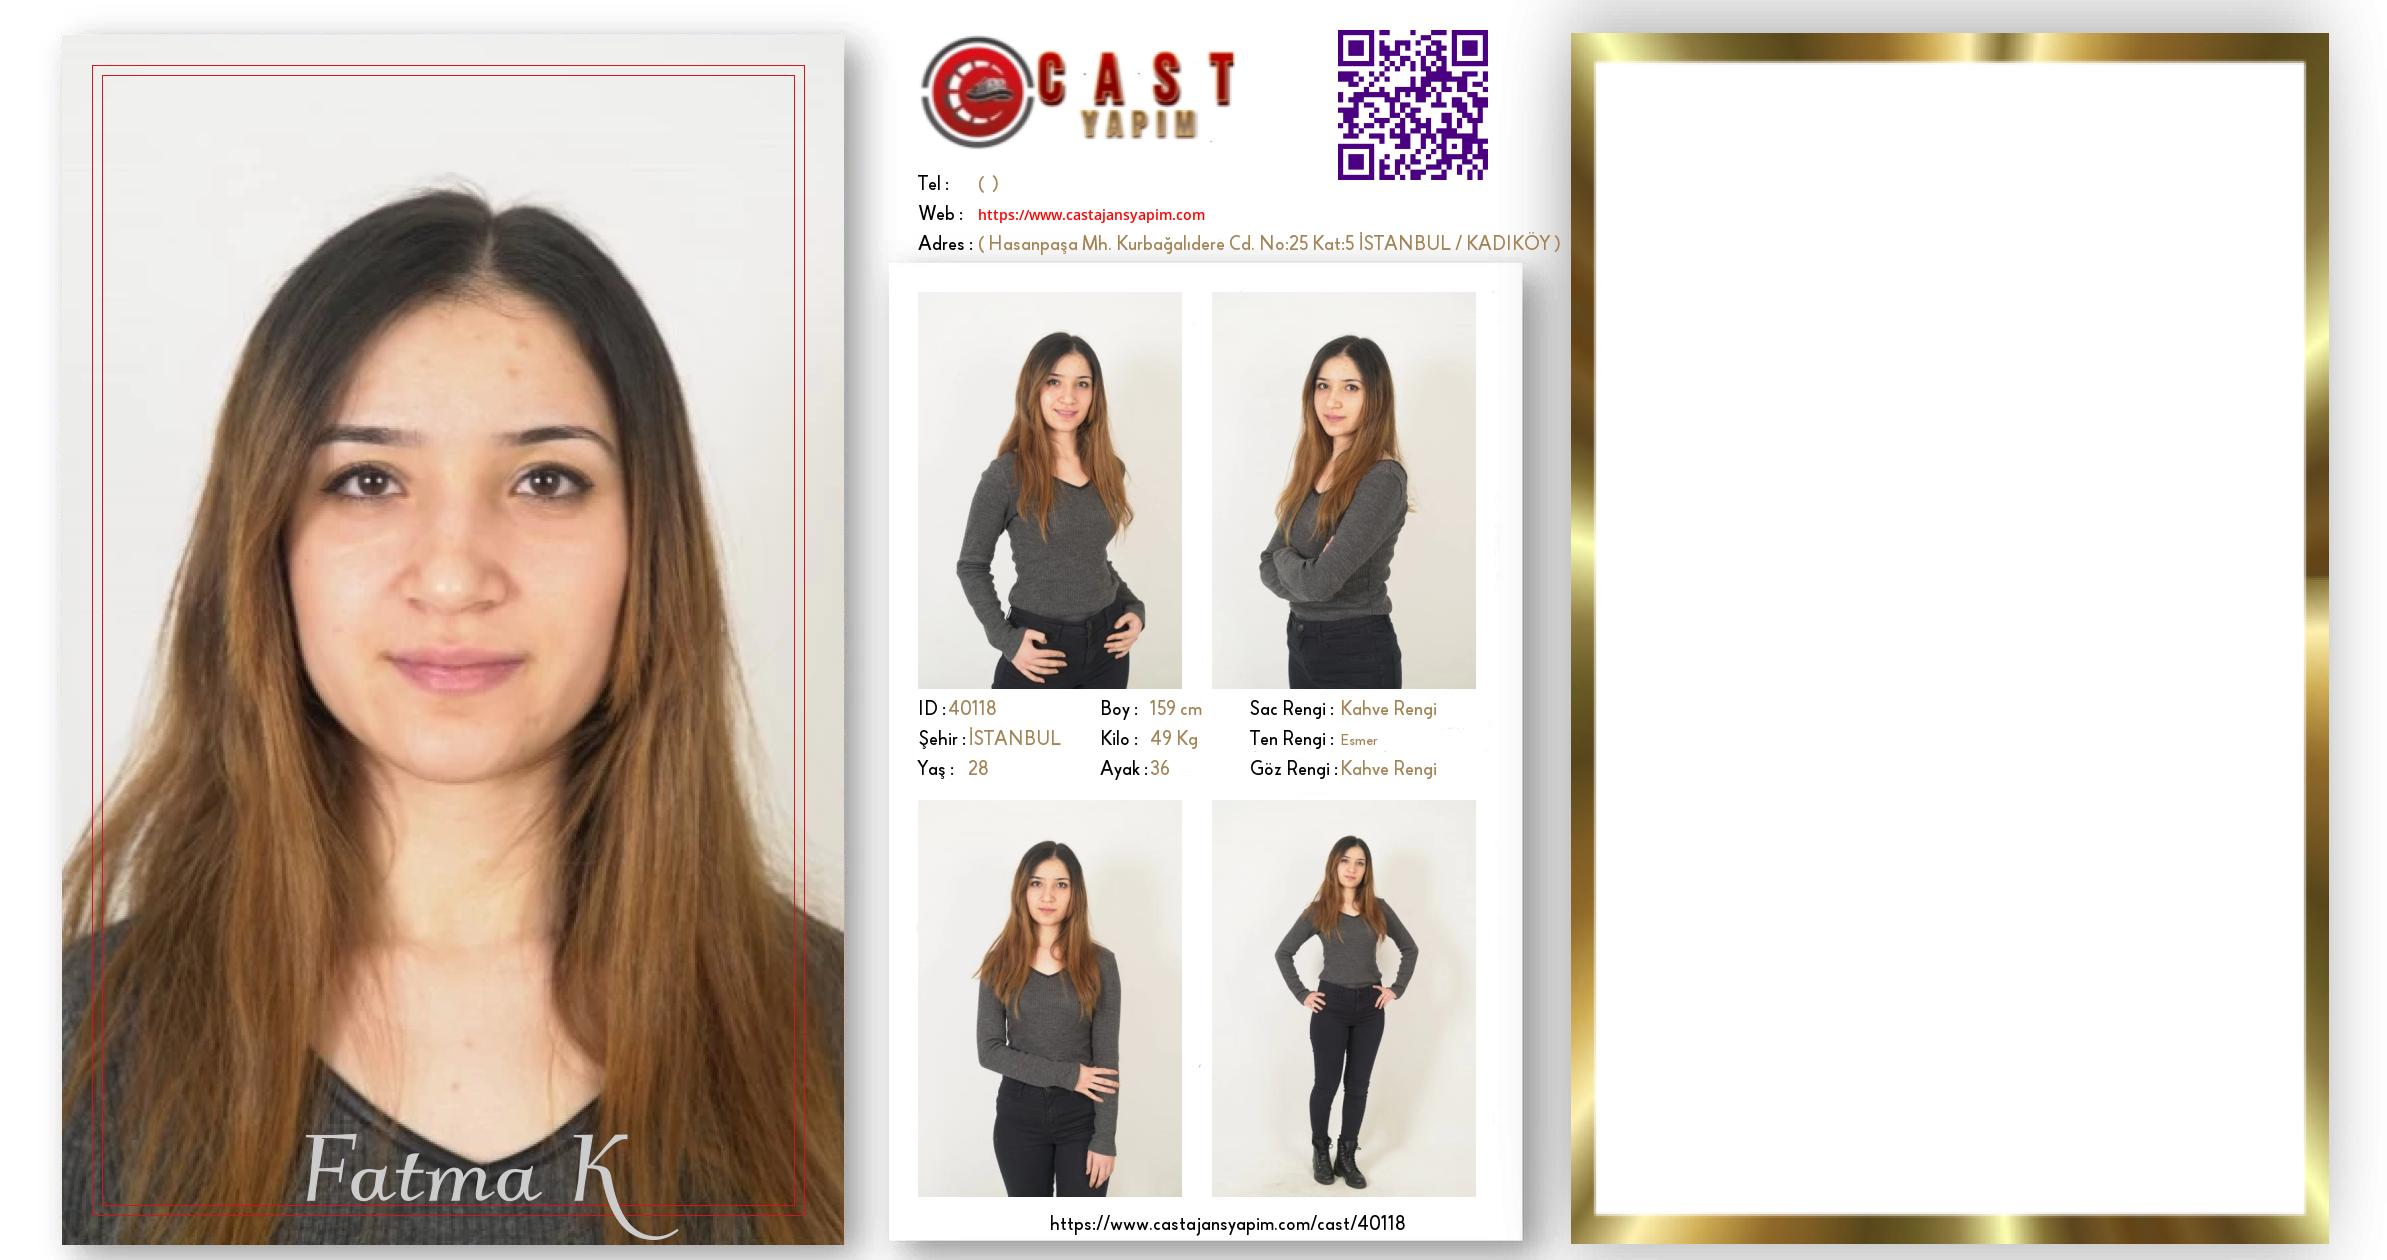 Fatma K
CAST
YAPIM
Tel : ( )
Web : https://www.castajansyapim.com
Adres : ( Hasanpaşa Mh. Kurbağalıdere Cd. No:25 Kat:5 İSTANBUL / KADIKÖY )
ID : 40118 Boy : 159 cm Sac Rengi : Kahve Rengi
Şehir : İSTANBUL Kilo : 49 Kg Ten Rengi : Esmer
Yaş : 28 Ayak : 36 Göz Rengi : Kahve Rengi
https://www.castajansyapim.com/cast/40118